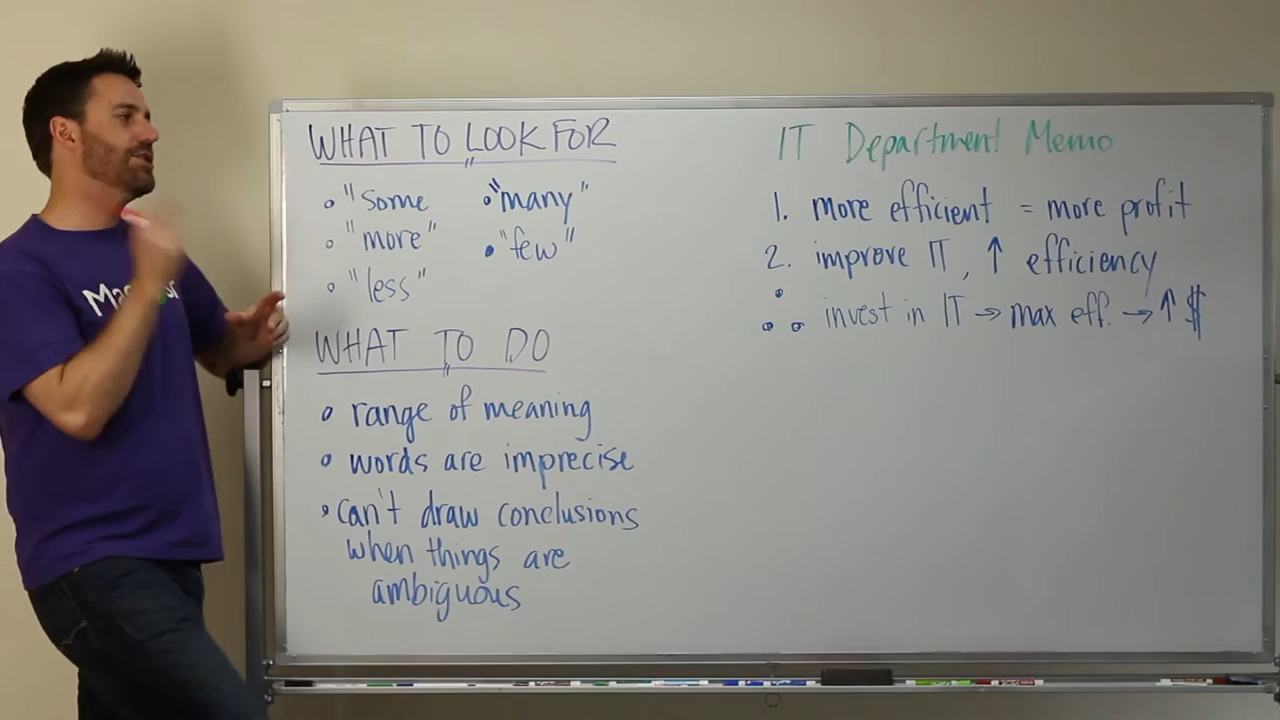 WHAT TO LOOK FOR
"Some
"more"
"less"
"many"
"few"
WHAT TO DO
range of meaning
words are imprecise
can't draw conclusions
when things are
ambiguous
IT Department Memo
1. more efficient = more profit
2. improve IT, ↑ efficiency
∴ invest in IT → max eff. → ↑ $